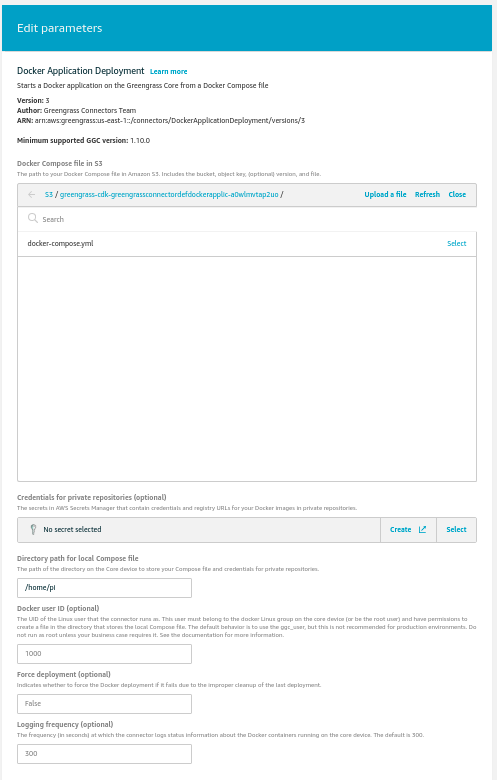 Edit parameters
Docker Application Deployment Learn more
Starts a Docker application on the Greengrass Core from a Docker Compose file
Version: 3
Author: Greengrass Connectors Team
ARN: arn:aws:greengrass:us-east-1::/connectors/DockerApplicationDeployment/versions/3
Minimum supported GGC version: 1.10.0
Docker Compose file in S3
The path to your Docker Compose file in Amazon S3. Includes the bucket, object key, (optional) version, and file.
← S3 / greengrass-cdk-greengrassconnectordefdockerapplic-a0wlmvtap2uo / Upload a file Refresh Close
Search
docker-compose.yml Select
Credentials for private repositories (optional)
The secrets in AWS Secrets Manager that contain credentials and registry URLs for your Docker images in private repositories.
No secret selected Create Select
Directory path for local Compose file
The path of the directory on the Core device to store your Compose file and credentials for private repositories.
/home/pi
Docker user ID (optional)
The UID of the Linux user that the connector runs as. This user must belong to the docker Linux group on the core device (or be the root user) and have permissions to
create a file in the directory that stores the local Compose file. The default behavior is to use the ggc_user, but this is not recommended for production environments. Do
not run as root unless your business case requires it. See the documentation for more information.
1000
Force deployment (optional)
Indicates whether to force the Docker deployment if it fails due to the improper cleanup of the last deployment.
False
Logging frequency (optional)
The frequency (in seconds) at which the connector logs status information about the Docker containers running on the core device. The default is 300.
300